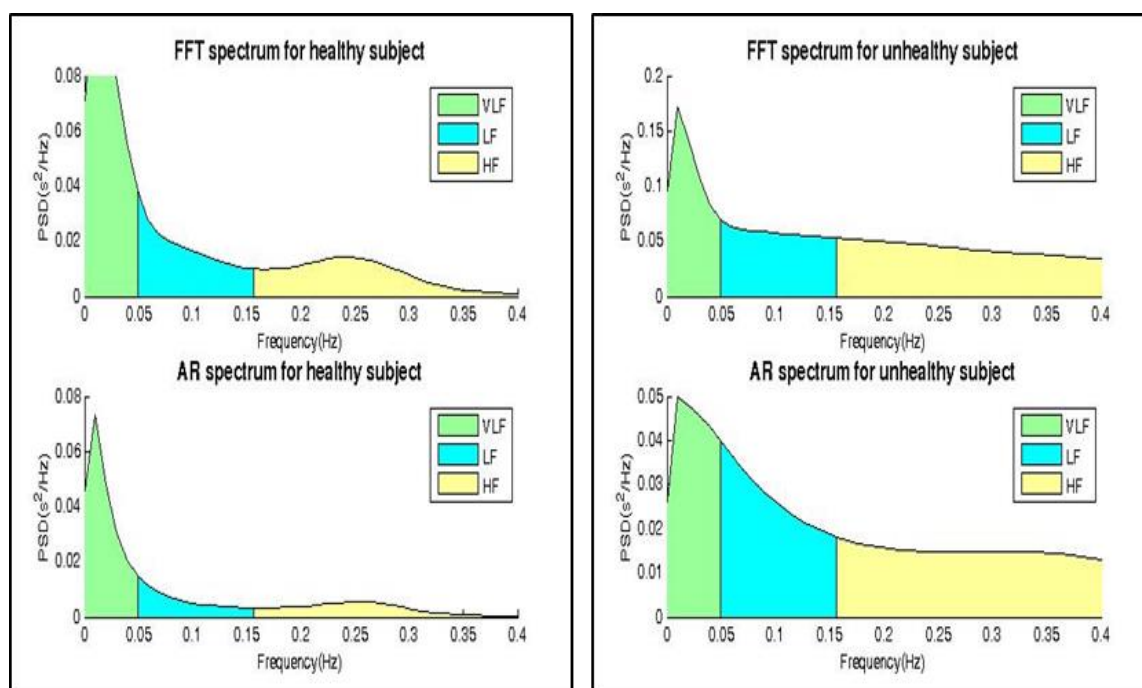 FFT spectrum for healthy subject
0.08
0.06
0.04
0.02
0
PSD(s²/Hz)
VLF
LF
HF
0 0.05 0.1 0.15 0.2 0.25 0.3 0.35 0.4
Frequency(Hz)
AR spectrum for healthy subject
0.08
0.06
0.04
0.02
0
PSD(s²/Hz)
VLF
LF
HF
0 0.05 0.1 0.15 0.2 0.25 0.3 0.35 0.4
Frequency(Hz)
FFT spectrum for unhealthy subject
0.2
0.15
0.1
0.05
0
PSD(s²/Hz)
VLF
LF
HF
0 0.05 0.1 0.15 0.2 0.25 0.3 0.35 0.4
Frequency(Hz)
AR spectrum for unhealthy subject
0.05
0.04
0.03
0.02
0.01
0
PSD(s²/Hz)
VLF
LF
HF
0 0.05 0.1 0.15 0.2 0.25 0.3 0.35 0.4
Frequency(Hz)